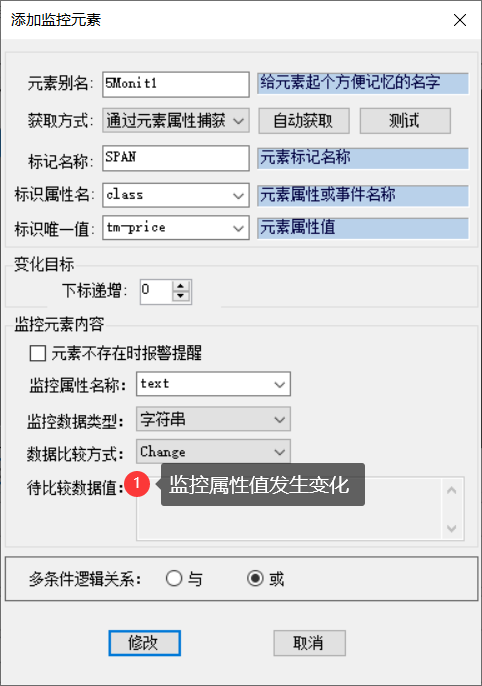 添加监控元素
元素别名: 5Monit1 给元素起个方便记忆的名字
获取方式: 通过元素属性捕获 自动获取 测试
标记名称: SPAN 元素标记名称
标识属性名: class 元素属性或事件名称
标识唯一值: tm-price 元素属性值
变化目标
下标递增: 0
监控元素内容
元素不存在时报警提醒
监控属性名称: text
监控数据类型: 字符串
数据比较方式: Change
待比较数据值: 1 监控属性值发生变化
多条件逻辑关系: 与 或
修改 取消